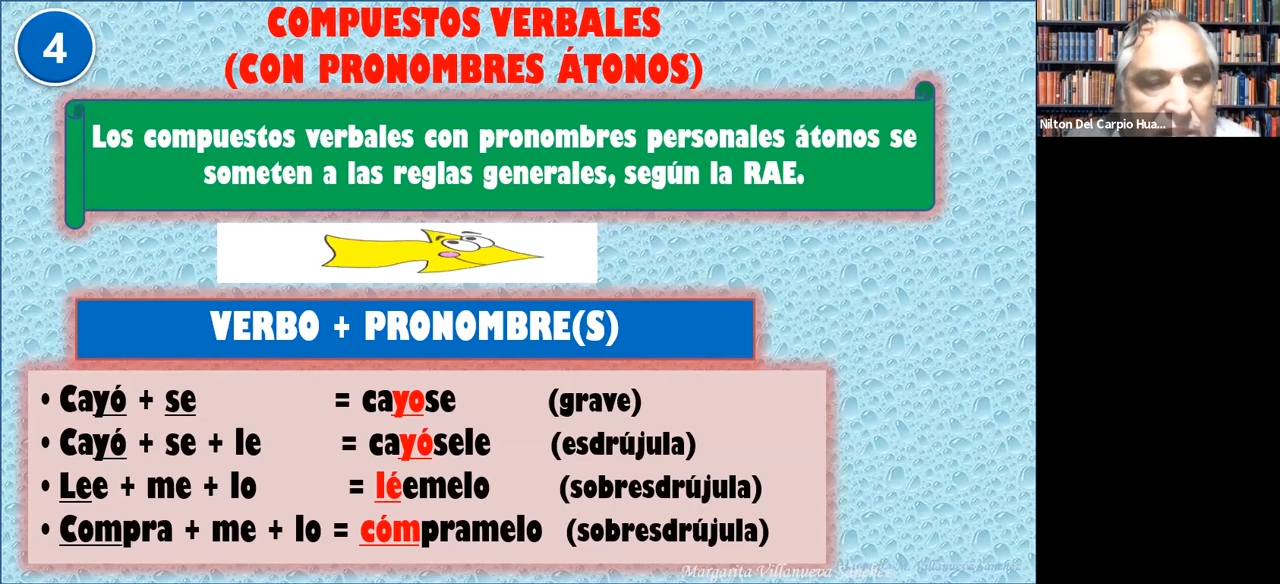 4
COMPUESTOS VERBALES
(CON PRONOMBRES ÁTONOS)
Los compuestos verbales con pronombres personales átonos se
someten a las reglas generales, según la RAE.
VERBO + PRONOMBRE(S)
• Cayó + se = cayose (grave)
• Cayó + se + le = cayósele (esdrújula)
• Lee + me + lo = léemelo (sobresdrújula)
• Compra + me + lo = cómpramelo (sobresdrújula)
Margarita Villanueva Sánchez
Nilton Del Carpio Hua...